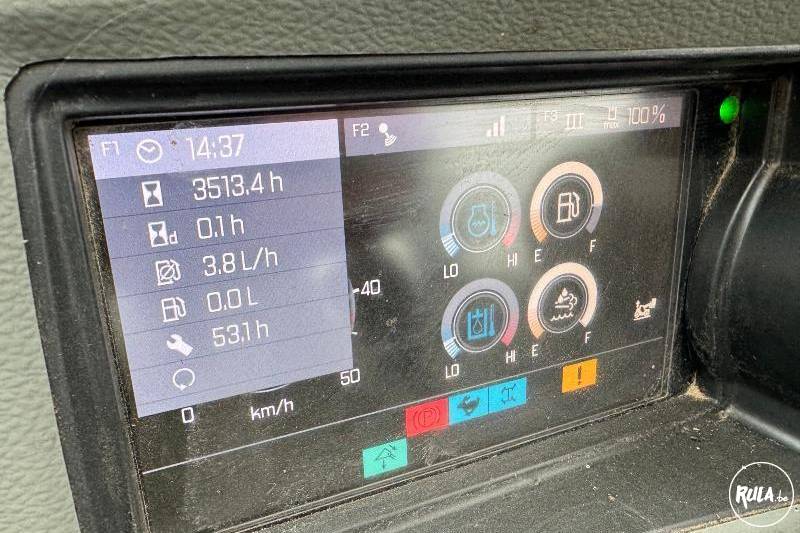 F1 14:37
F2
F3 max 100%
3513.4 h
0.1 h
d
3.8 L/h
0.0 L
53.1 h
40
50
0
km/h
LO HI
E F
LO HI
E F
P
!
RULA.be